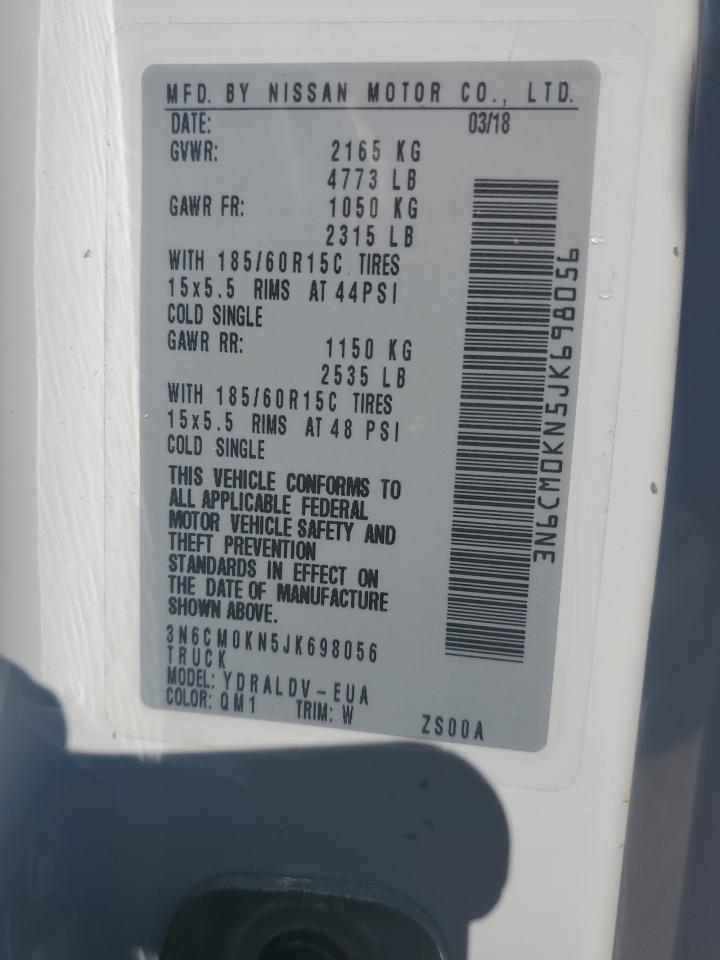 MFD. BY NISSAN MOTOR CO., LTD.
DATE: 03/18
GVWR: 2165 KG
4773 LB
GAWR FR: 1050 KG
2315 LB
WITH 185/60R15C TIRES
15x5.5 RIMS AT 44PSI
COLD SINGLE
GAWR RR: 1150 KG
2535 LB
WITH 185/60R15C TIRES
15x5.5 RIMS AT 48 PSI
COLD SINGLE
THIS VEHICLE CONFORMS TO
ALL APPLICABLE FEDERAL
MOTOR VEHICLE SAFETY AND
THEFT PREVENTION
STANDARDS IN EFFECT ON
THE DATE OF MANUFACTURE
SHOWN ABOVE.
3N6CM0KN5JK698056
TRUCK
MODEL: YDRALDV-EUA
COLOR: QM1 TRIM: W ZS00A
3N6CM0KN5JK698056